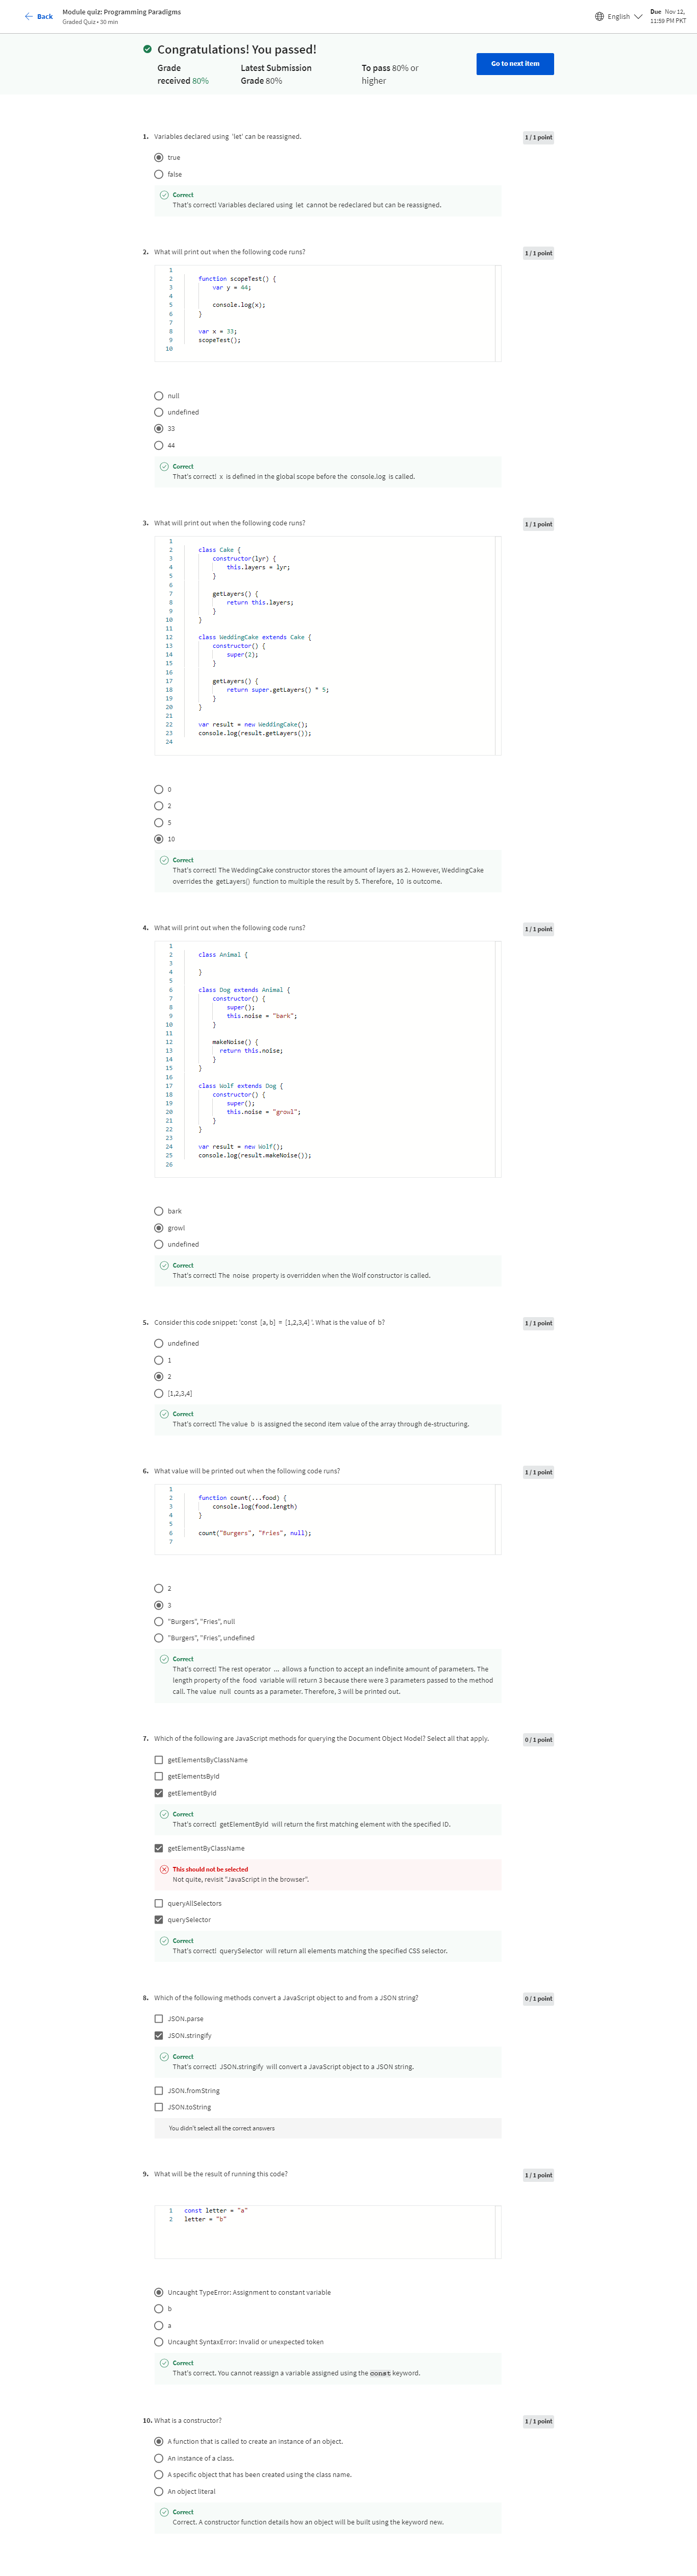 Back
Module quiz: Programming Paradigms
Graded Quiz • 30 min
English
Due Nov 12,
11:59 PM PKT
Congratulations! You passed!
Grade
received 80%
Latest Submission
Grade 80%
To pass 80% or
higher
Go to next item
1. Variables declared using 'let' can be reassigned.
1 / 1 point
true
false
Correct
That's correct! Variables declared using let cannot be redeclared but can be reassigned.
2. What will print out when the following code runs?
1 / 1 point
1
2 function scopeTest() {
3 var y = 44;
4
5 console.log(x);
6 }
7
8 var x = 33;
9 scopeTest();
10
null
undefined
33
44
Correct
That's correct! x is defined in the global scope before the console.log is called.
3. What will print out when the following code runs?
1 / 1 point
1
2 class Cake {
3 constructor(lyr) {
4 this.layers = lyr;
5 }
6
7 getLayers() {
8 return this.layers;
9 }
10 }
11
12 class WeddingCake extends Cake {
13 constructor() {
14 super(2);
15 }
16
17 getLayers() {
18 return super.getLayers() * 5;
19 }
20 }
21
22 var result = new WeddingCake();
23 console.log(result.getLayers());
24
0
2
5
10
Correct
That's correct! The WeddingCake constructor stores the amount of layers as 2. However, WeddingCake
overrides the getLayers() function to multiple the result by 5. Therefore, 10 is outcome.
4. What will print out when the following code runs?
1 / 1 point
1
2 class Animal {
3
4 }
5
6 class Dog extends Animal {
7 constructor() {
8 super();
9 this.noise = "bark";
10 }
11
12 makeNoise() {
13 return this.noise;
14 }
15 }
16
17 class Wolf extends Dog {
18 constructor() {
19 super();
20 this.noise = "growl";
21 }
22 }
23
24 var result = new Wolf();
25 console.log(result.makeNoise());
26
bark
growl
undefined
Correct
That's correct! The noise property is overridden when the Wolf constructor is called.
5. Consider this code snippet: 'const [a, b] = [1,2,3,4] '. What is the value of b?
1 / 1 point
undefined
1
2
[1,2,3,4]
Correct
That's correct! The value b is assigned the second item value of the array through de-structuring.
6. What value will be printed out when the following code runs?
1 / 1 point
1
2 function count(...food) {
3 console.log(food.length)
4 }
5
6 count("Burgers", "Fries", null);
7
2
3
"Burgers", "Fries", null
"Burgers", "Fries", undefined
Correct
That's correct! The rest operator ... allows a function to accept an indefinite amount of parameters. The
length property of the food variable will return 3 because there were 3 parameters passed to the method
call. The value null counts as a parameter. Therefore, 3 will be printed out.
7. Which of the following are JavaScript methods for querying the Document Object Model? Select all that apply.
0 / 1 point
getElementsByClassName
getElementsById
getElementById
Correct
That's correct! getElementById will return the first matching element with the specified ID.
getElementByClassName
This should not be selected
Not quite, revisit "JavaScript in the browser".
queryAllSelectors
querySelector
Correct
That's correct! querySelector will return all elements matching the specified CSS selector.
8. Which of the following methods convert a JavaScript object to and from a JSON string?
0 / 1 point
JSON.parse
JSON.stringify
Correct
That's correct! JSON.stringify will convert a JavaScript object to a JSON string.
JSON.fromString
JSON.toString
You didn't select all the correct answers
9. What will be the result of running this code?
1 / 1 point
1 const letter = "a"
2 letter = "b"
Uncaught TypeError: Assignment to constant variable
b
a
Uncaught SyntaxError: Invalid or unexpected token
Correct
That's correct. You cannot reassign a variable assigned using the const keyword.
10. What is a constructor?
1 / 1 point
A function that is called to create an instance of an object.
An instance of a class.
A specific object that has been created using the class name.
An object literal
Correct
Correct. A constructor function details how an object will be built using the keyword new.